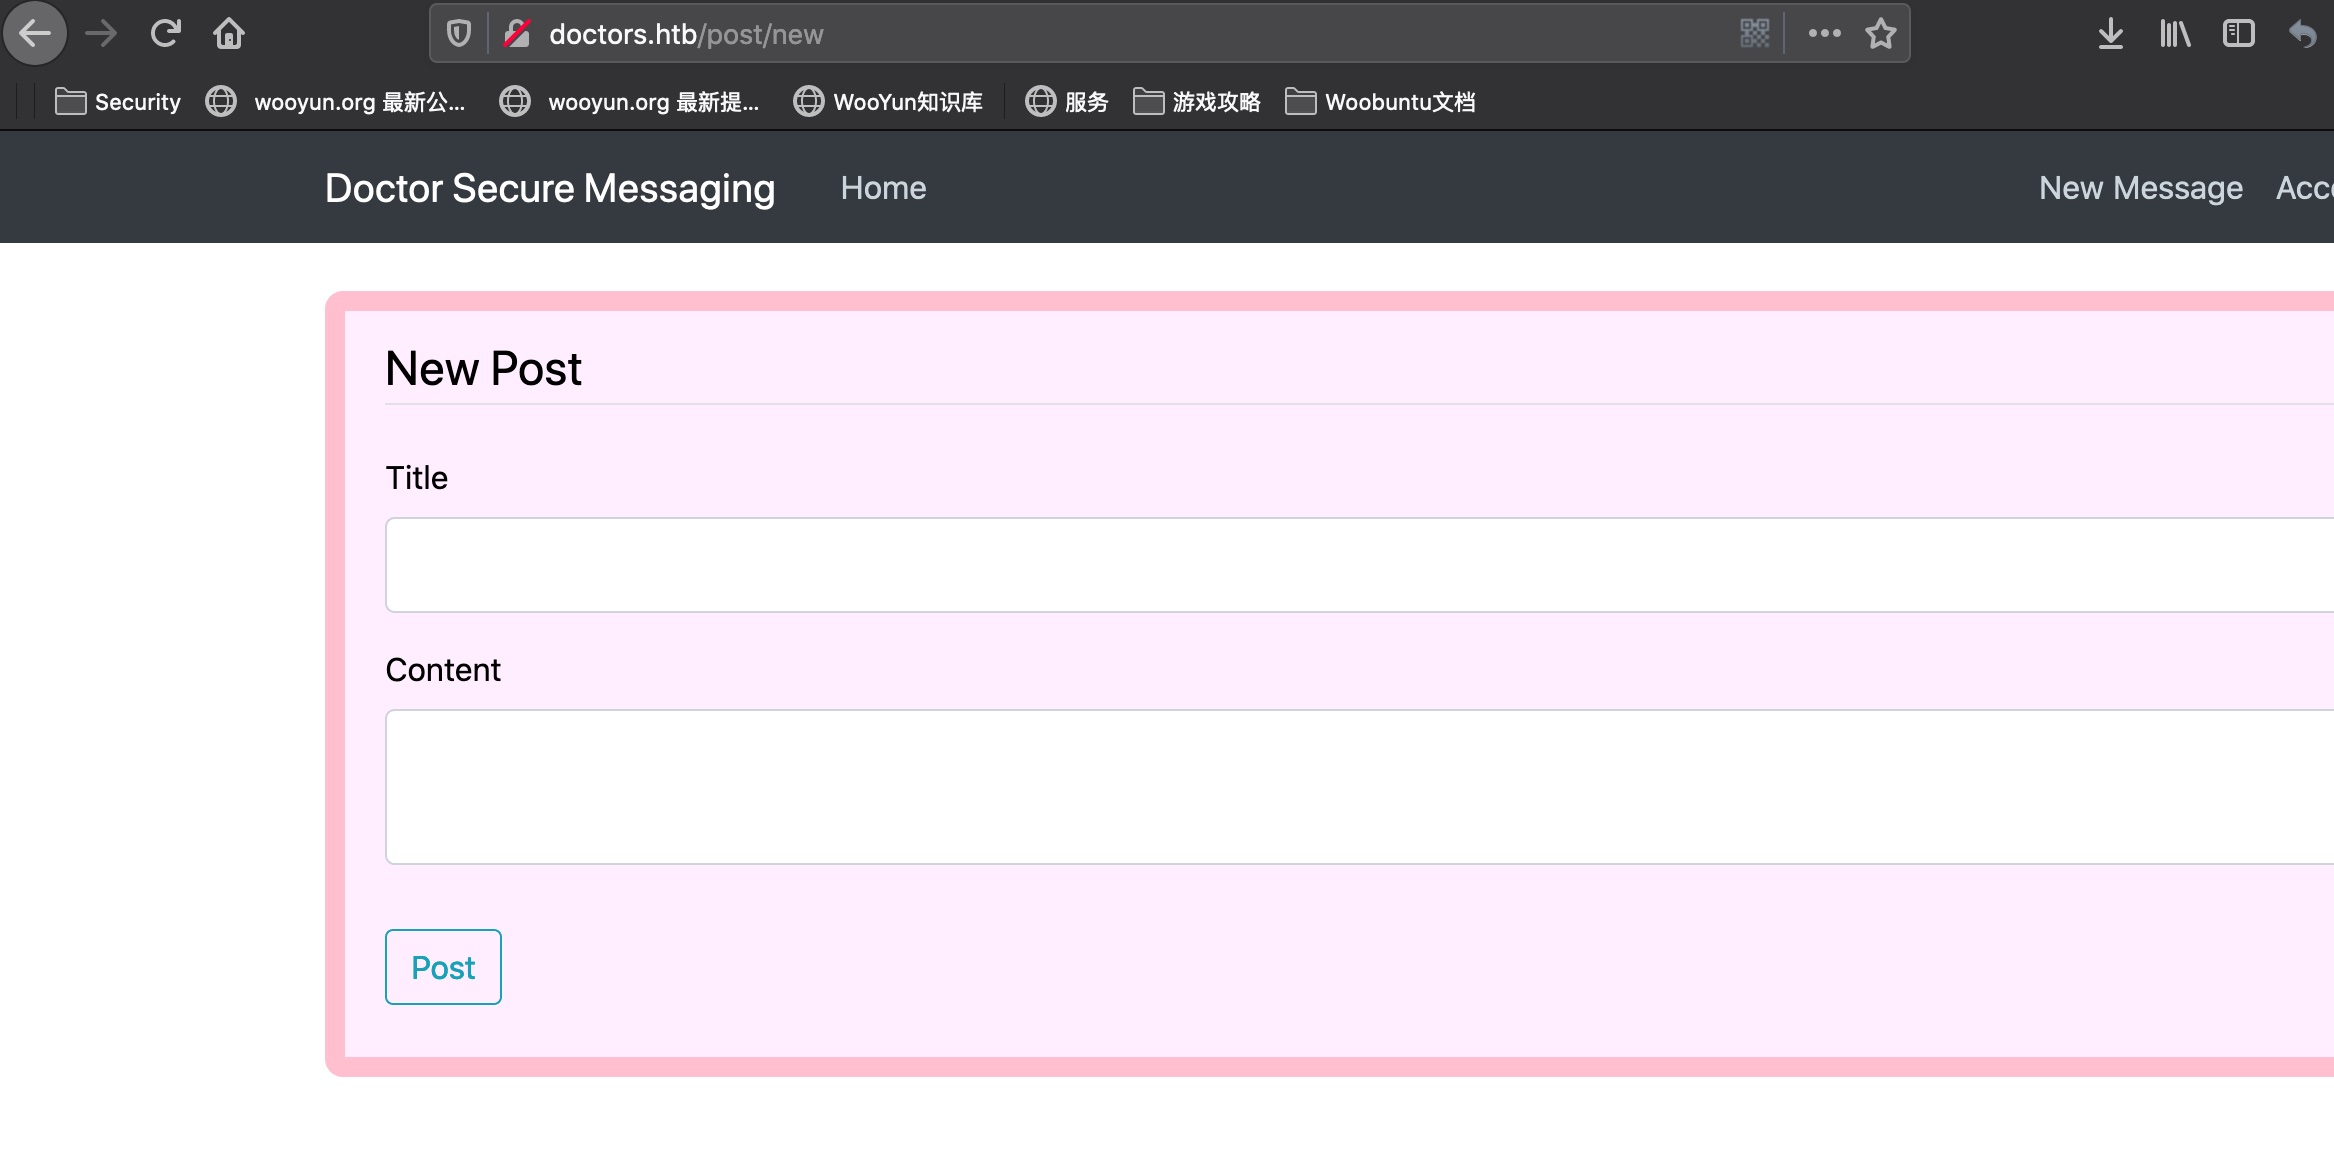 doctors.htb/post/new
Security wooyun.org 最新公... wooyun.org 最新提... WooYun知识库 服务 游戏攻略 Woobuntu文档
Doctor Secure Messaging Home New Message Acc
New Post
Title
Content
Post